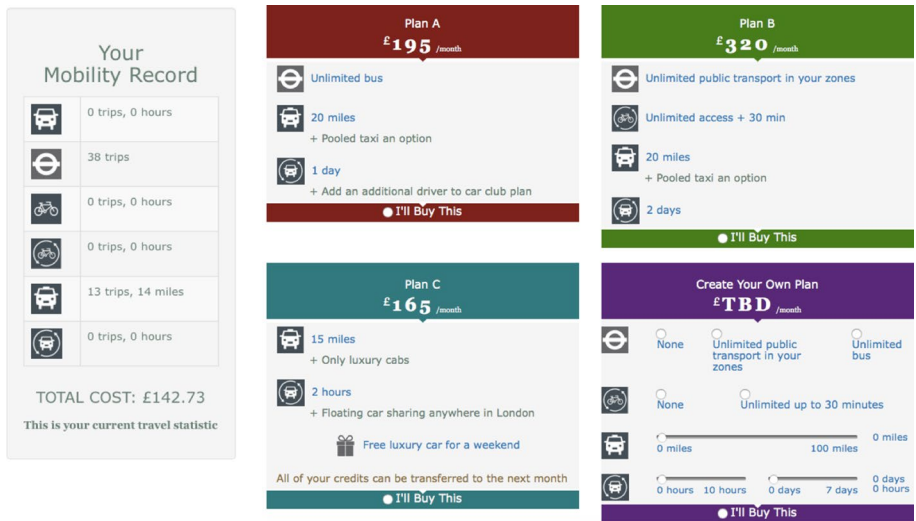 Your
Mobility Record
0 trips, 0 hours
38 trips
0 trips, 0 hours
0 trips, 0 hours
13 trips, 14 miles
0 trips, 0 hours
TOTAL COST: £142.73
This is your current travel statistic
Plan A
£195 /month
Unlimited bus
20 miles
+ Pooled taxi an option
1 day
+ Add an additional driver to car club plan
I'll Buy This
Plan B
£320 /month
Unlimited public transport in your zones
Unlimited access + 30 min
20 miles
+ Pooled taxi an option
2 days
I'll Buy This
Plan C
£165 /month
15 miles
+ Only luxury cabs
2 hours
+ Floating car sharing anywhere in London
Free luxury car for a weekend
All of your credits can be transferred to the next month
I'll Buy This
Create Your Own Plan
£TBD /month
None
Unlimited public
transport in your
zones
Unlimited
bus
None
Unlimited up to 30 minutes
0 miles
100 miles
0 miles
0 hours
10 hours
0 days
7 days
0 days
0 hours
I'll Buy This